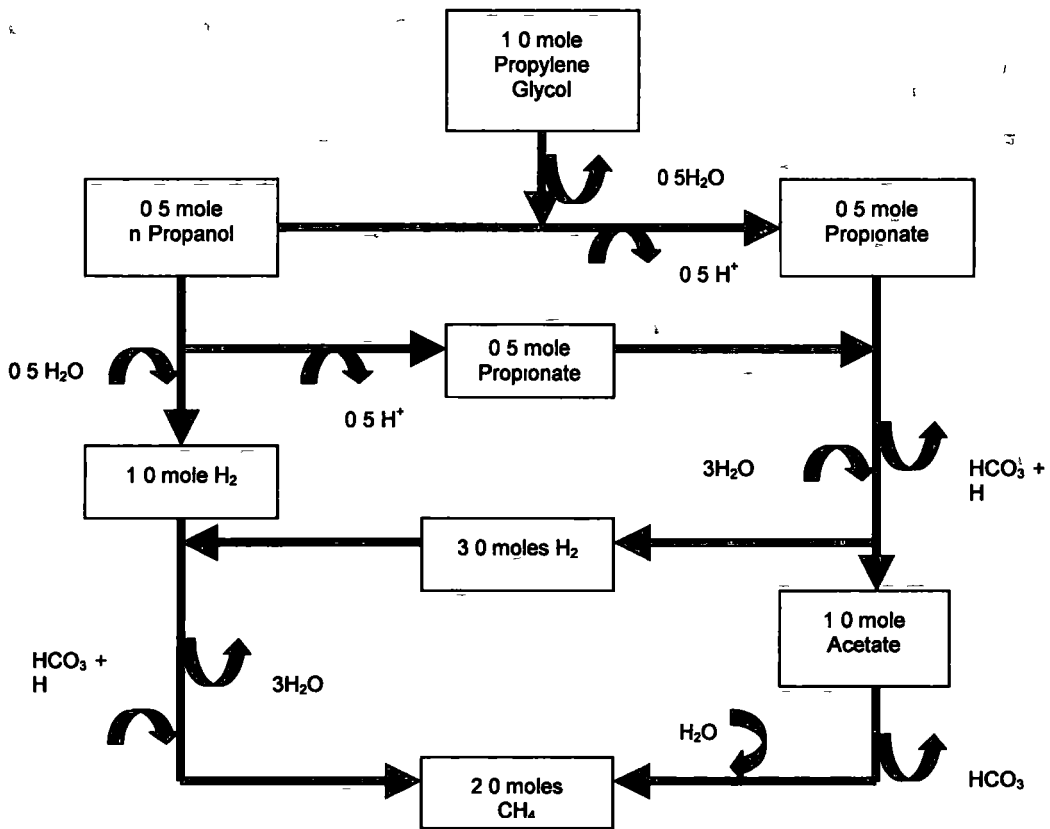 1 0 mole
Propylene
Glycol
0 5H₂O
0 5 mole
n Propanol
0 5 mole
Propionate
0 5 H⁺
0 5 H₂O
0 5 mole
Propionate
0 5 H⁺
1 0 mole H₂
3H₂O
HCO₃ +
H
3 0 moles H₂
1 0 mole
Acetate
HCO₃ +
H
3H₂O
H₂O
HCO₃
2 0 moles
CH₄